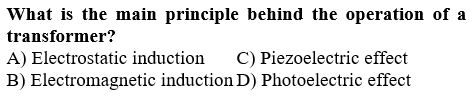 What is the main principle behind the operation of a
transformer?
A) Electrostatic induction C) Piezoelectric effect
B) Electromagnetic induction D) Photoelectric effect